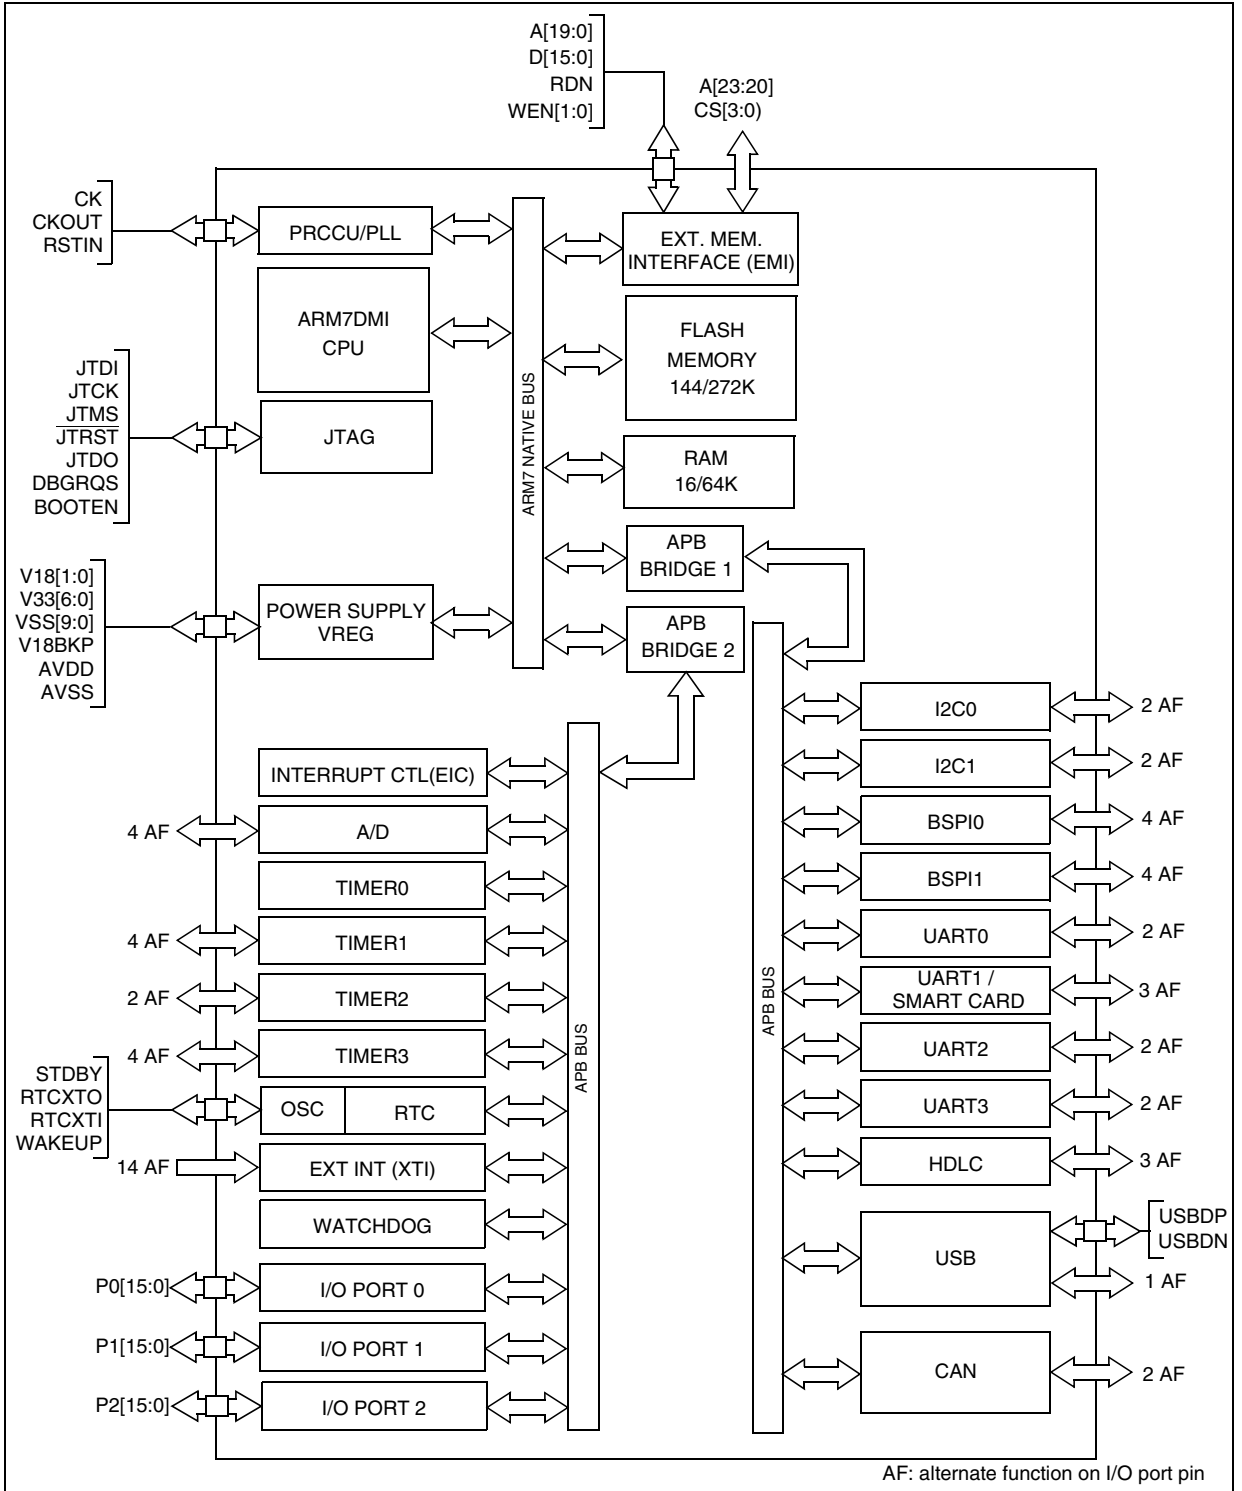 A[19:0]
D[15:0]
RDN
WEN[1:0]
A[23:20]
CS[3:0)
CK
CKOUT
RSTIN
PRCCU/PLL
EXT. MEM.
INTERFACE (EMI)
ARM7DMI
CPU
FLASH
MEMORY
144/272K
JTDI
JTCK
JTMS
JTRST
JTDO
DBGRQS
BOOTEN
JTAG
ARM7 NATIVE BUS
RAM
16/64K
APB
BRIDGE 1
V18[1:0]
V33[6:0]
VSS[9:0]
V18BKP
AVDD
AVSS
POWER SUPPLY
VREG
APB
BRIDGE 2
INTERRUPT CTL(EIC)
4 AF
A/D
TIMER0
4 AF
TIMER1
2 AF
TIMER2
4 AF
TIMER3
STDBY
RTCXTO
RTCXTI
WAKEUP
OSC
RTC
14 AF
EXT INT (XTI)
WATCHDOG
P0[15:0]
I/O PORT 0
P1[15:0]
I/O PORT 1
P2[15:0]
I/O PORT 2
APB BUS
APB BUS
I2C0
2 AF
I2C1
2 AF
BSPI0
4 AF
BSPI1
4 AF
UART0
2 AF
UART1 /
SMART CARD
3 AF
UART2
2 AF
UART3
2 AF
HDLC
3 AF
USB
USBDP
USBDN
1 AF
CAN
2 AF
AF: alternate function on I/O port pin